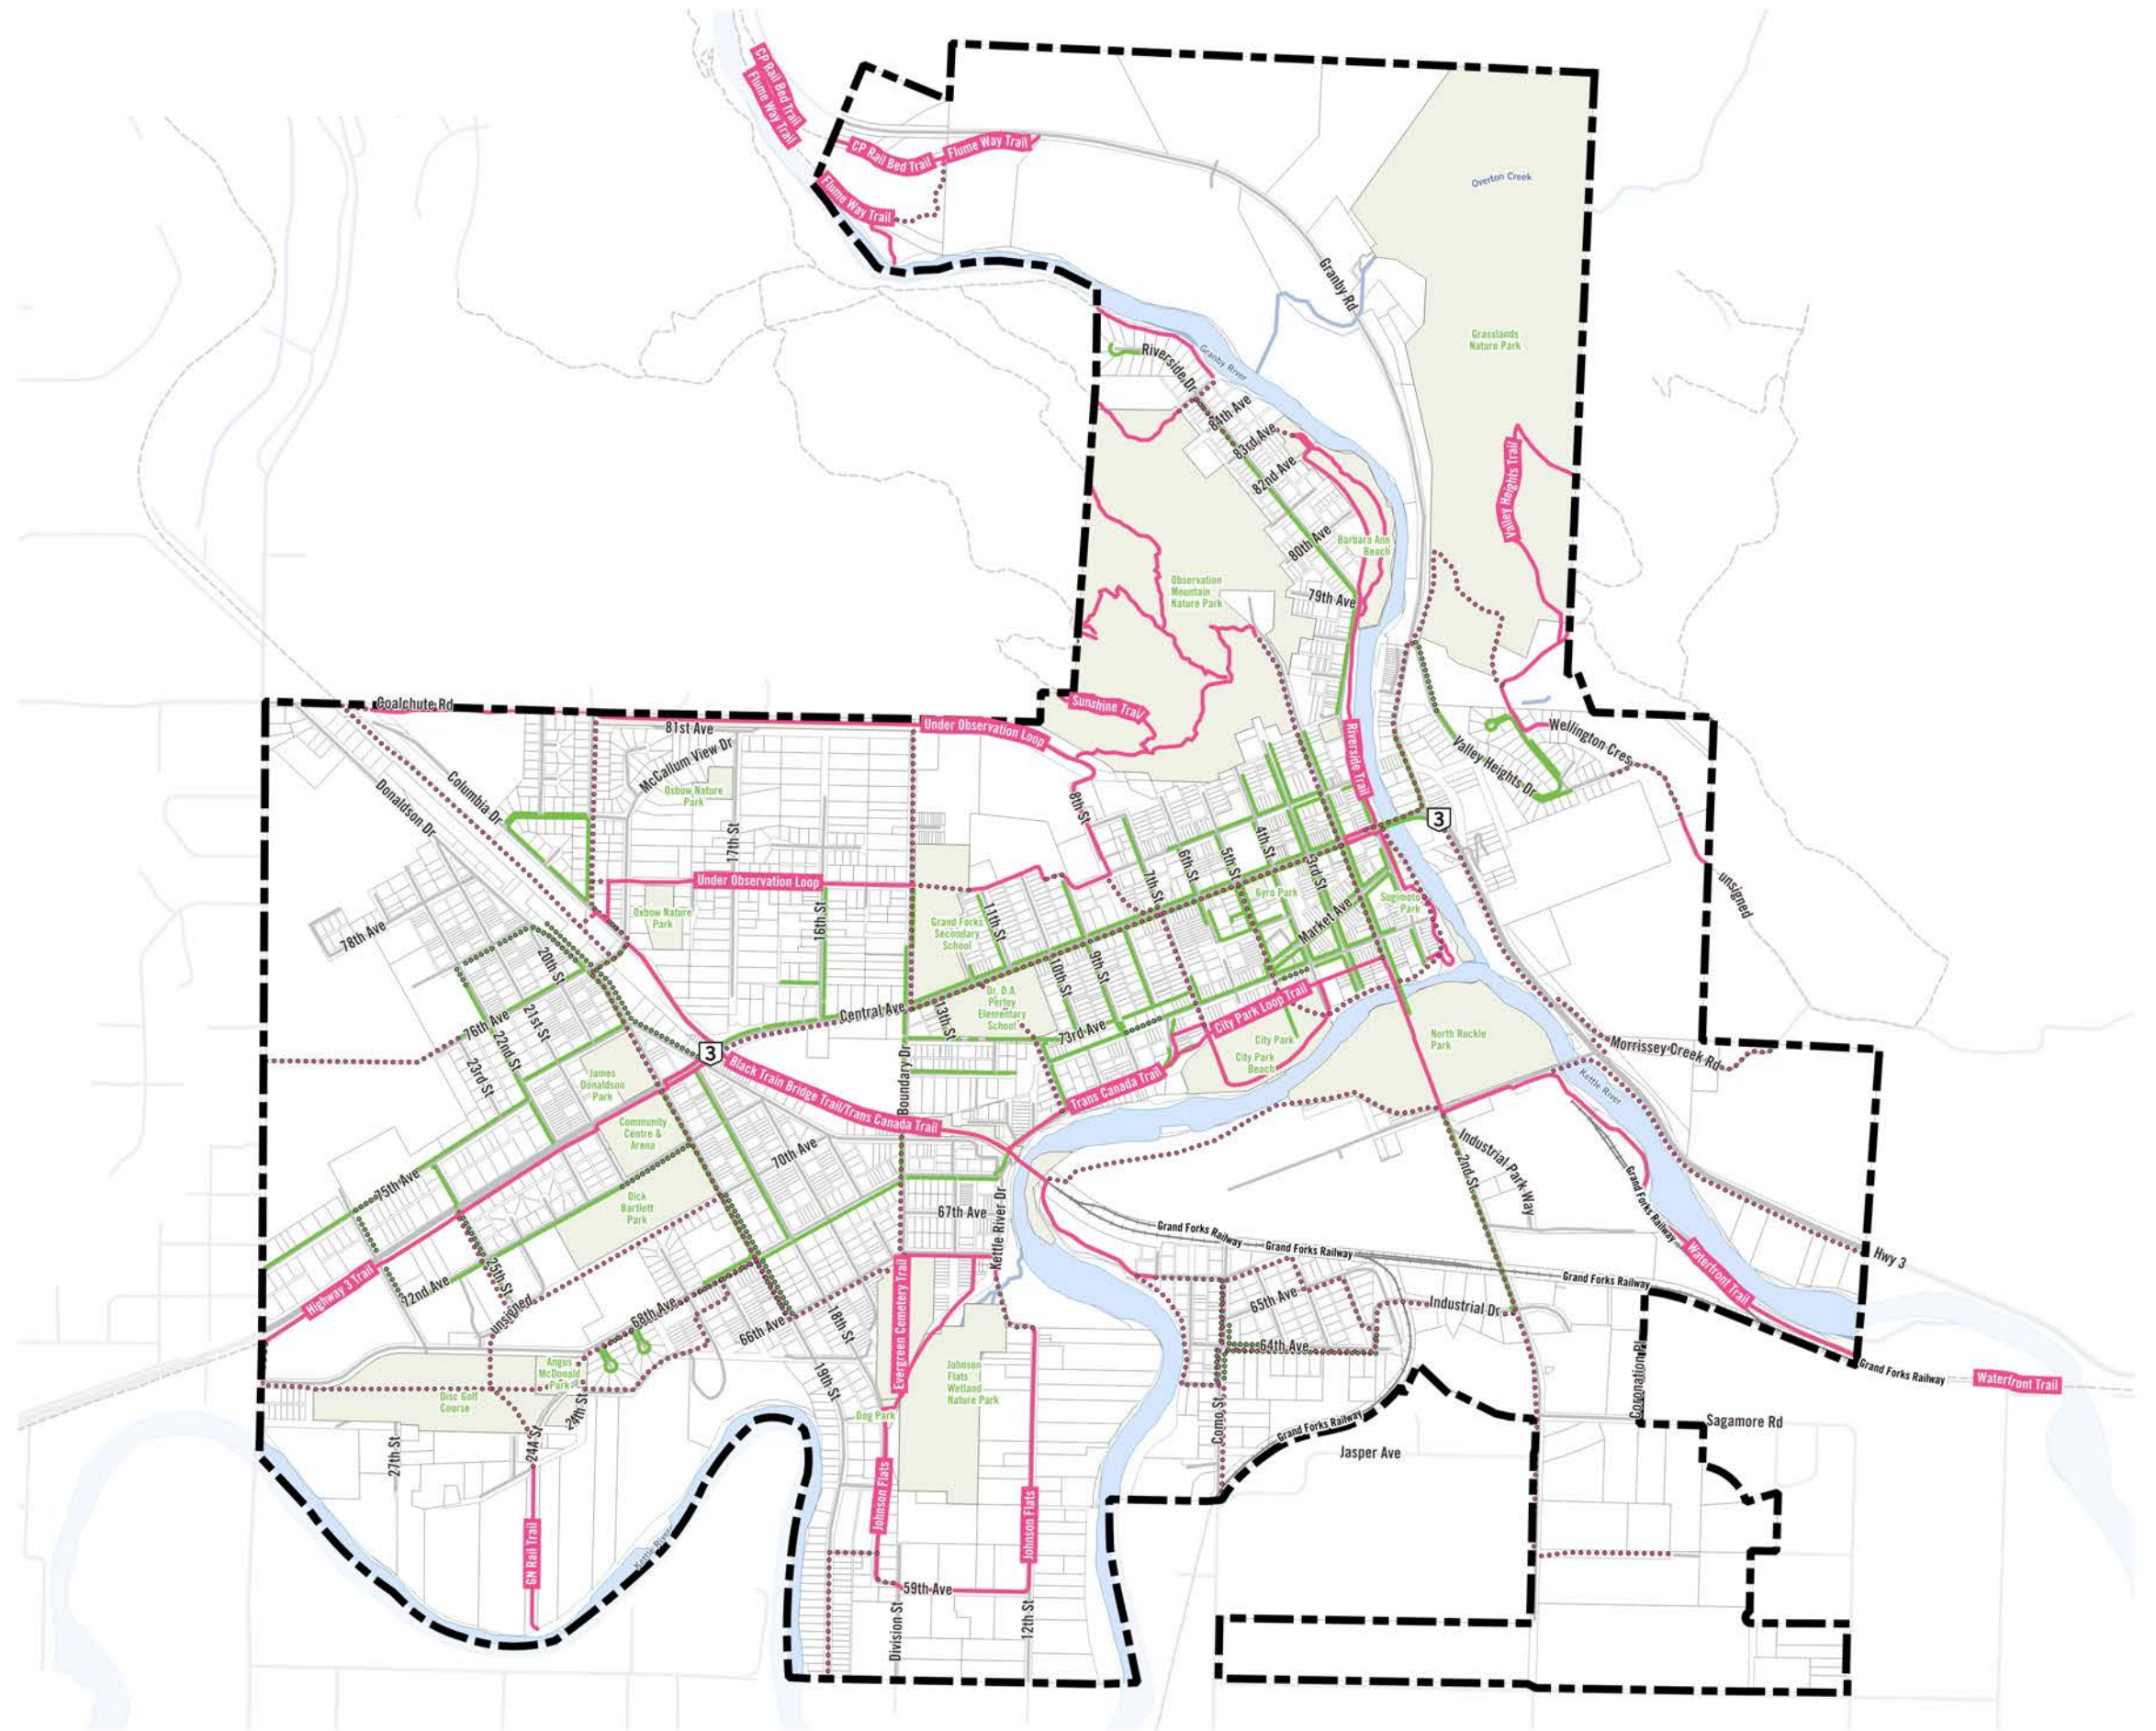 CP Rail Bed Trail
Flume Way Trail
CP Rail Bed Trail
Flume Way Trail
Flume Way Trail
Overton Creek
Granby Rd
Grasslands
Nature Park
Riverside Dr
Granby River
84th Ave
83rd Ave
82nd Ave
Valley Heights Trail
80th Ave
Barbara Ann
Beach
Observation
Mountain
Nature Park
79th Ave
Coalchute Rd
Sunshine Trail
Under Observation Loop
81st Ave
McCallum View Dr
Riverside Trail
Wellington Cres
Valley Heights Dr
Columbia Dr
Donaldson Dr
Oxbow Nature
Park
17th St
8th St
3
4th St
3rd St
5th St
6th St
7th St
Under Observation Loop
Gyro Park
Sugimoto
Park
unsigned
Oxbow Nature
Park
16th St
Grand Forks
Secondary
School
11th St
Market Ave
78th Ave
20th St
10th St
9th St
Dr. D.A.
Perley
Elementary
School
Central Ave
13th St
City Park Loop Trail
76th Ave
21st St
22nd St
23rd St
73rd Ave
City Park
City Park
Beach
North Ruckle
Park
Morrissey Creek Rd
3
James
Donaldson
Park
Black Train Bridge Trail/Trans Canada Trail
Boundary Dr
Trans Canada Trail
Kettle River
Community
Centre &
Arena
70th Ave
75th Ave
Dick
Bartlett
Park
67th Ave
Kettle River Dr
2nd St
Industrial Park Way
Grand Forks Railway
Grand Forks Railway
Grand Forks Railway
Grand Forks Railway
Hwy 3
Waterfront Trail
Highway 3 Trail
72nd Ave
25th St
unsigned
68th Ave
66th Ave
18th St
19th St
Evergreen Cemetery Trail
65th Ave
64th Ave
Industrial Dr
Coronation Pl
Grand Forks Railway
Waterfront Trail
Angus
McDonald
Park
Disc Golf
Course
24th St
24A St
27th St
Dog Park
Johnson
Flats
Wetland
Nature Park
Como St
Grand Forks Railway
Jasper Ave
Sagamore Rd
GN Rail Trail
Kettle River
Johnson Flats
Johnson Flats
59th Ave
Division St
12th St